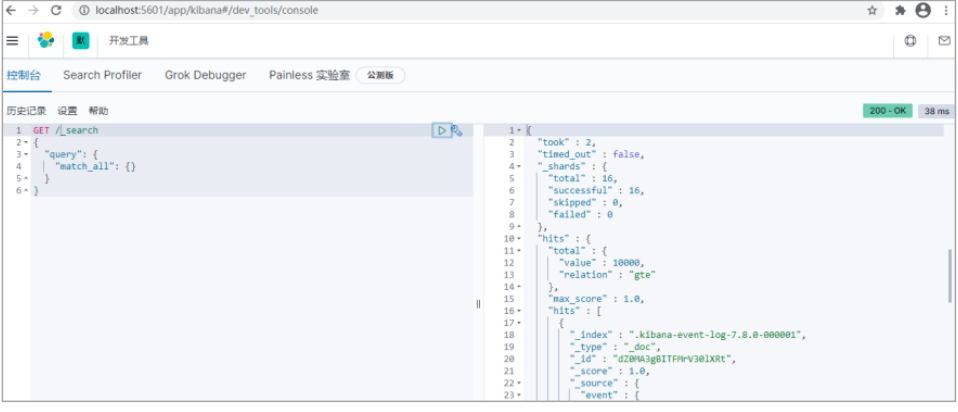 localhost:5601/app/kibana#/dev_tools/console
默 开发工具
控制台 Search Profiler Grok Debugger Painless 实验室 公测版
历史记录 设置 帮助
200 - OK 38 ms
1 GET /_search
2 {
3 "query": {
4 "match_all": {}
5 }
6 }
1 {
2 "took" : 2,
3 "timed_out" : false,
4 "_shards" : {
5 "total" : 16,
6 "successful" : 16,
7 "skipped" : 0,
8 "failed" : 0
9 },
10 "hits" : {
11 "total" : {
12 "value" : 10000,
13 "relation" : "gte"
14 },
15 "max_score" : 1.0,
16 "hits" : [
17 {
18 "_index" : ".kibana-event-log-7.8.0-000001",
19 "_type" : "_doc",
20 "_id" : "dZ0MA3gBITFMrV30lXRt",
21 "_score" : 1.0,
22 "_source" : {
23 "event" : {